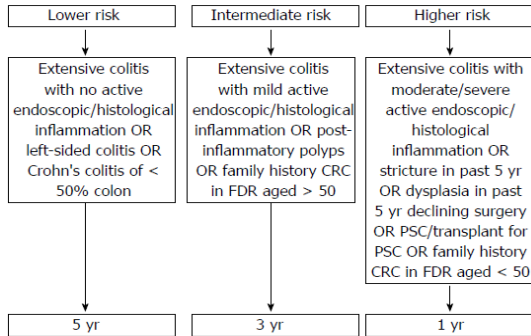 Lower risk
Intermediate risk
Higher risk
Extensive colitis
with no active
endoscopic/histological
inflammation OR
left-sided colitis OR
Crohn's colitis of <
50% colon
Extensive colitis
with mild active
endoscopic/histological
inflammation OR post-
inflammatory polyps
OR family history CRC
in FDR aged > 50
Extensive colitis with
moderate/severe
active endoscopic/
histological
inflammation OR
stricture in past 5 yr
OR dysplasia in past
5 yr declining surgery
OR PSC/transplant for
PSC OR family history
CRC in FDR aged < 50
5 yr
3 yr
1 yr